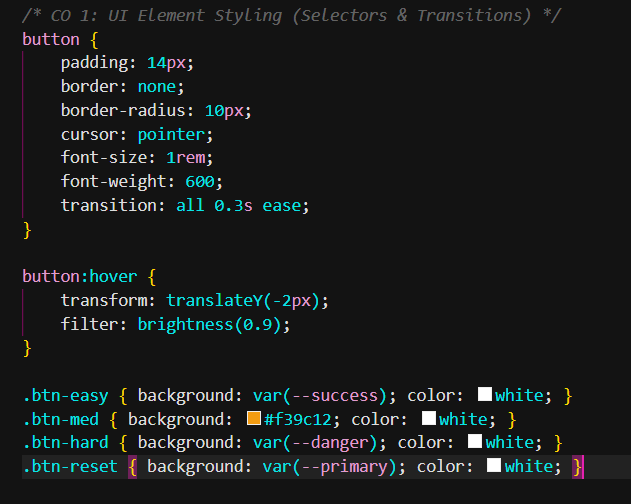 /* CO 1: UI Element Styling (Selectors & Transitions) */
button {
    padding: 14px;
    border: none;
    border-radius: 10px;
    cursor: pointer;
    font-size: 1rem;
    font-weight: 600;
    transition: all 0.3s ease;
}

button:hover {
    transform: translateY(-2px);
    filter: brightness(0.9);
}

.btn-easy { background: var(--success); color: white; }
.btn-med { background: #f39c12; color: white; }
.btn-hard { background: var(--danger); color: white; }
.btn-reset { background: var(--primary); color: white; }